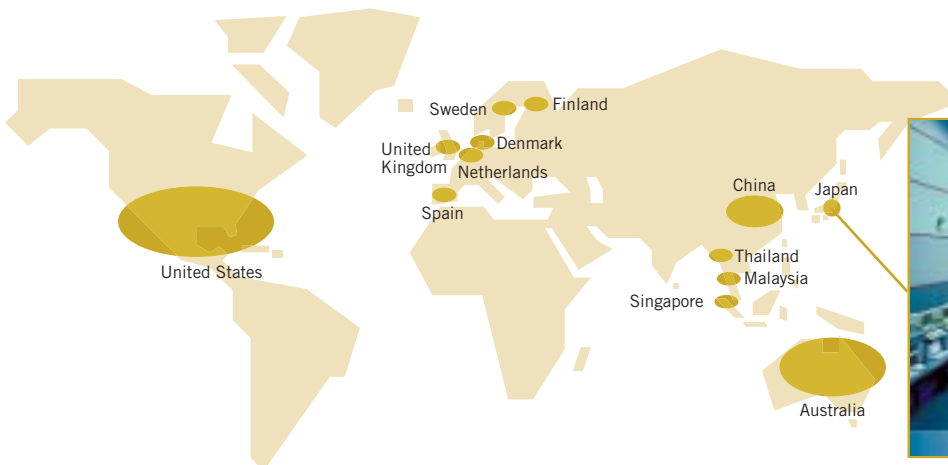 Sweden
Finland
United
Kingdom
Denmark
Netherlands
Spain
China
Japan
United States
Thailand
Malaysia
Singapore
Australia